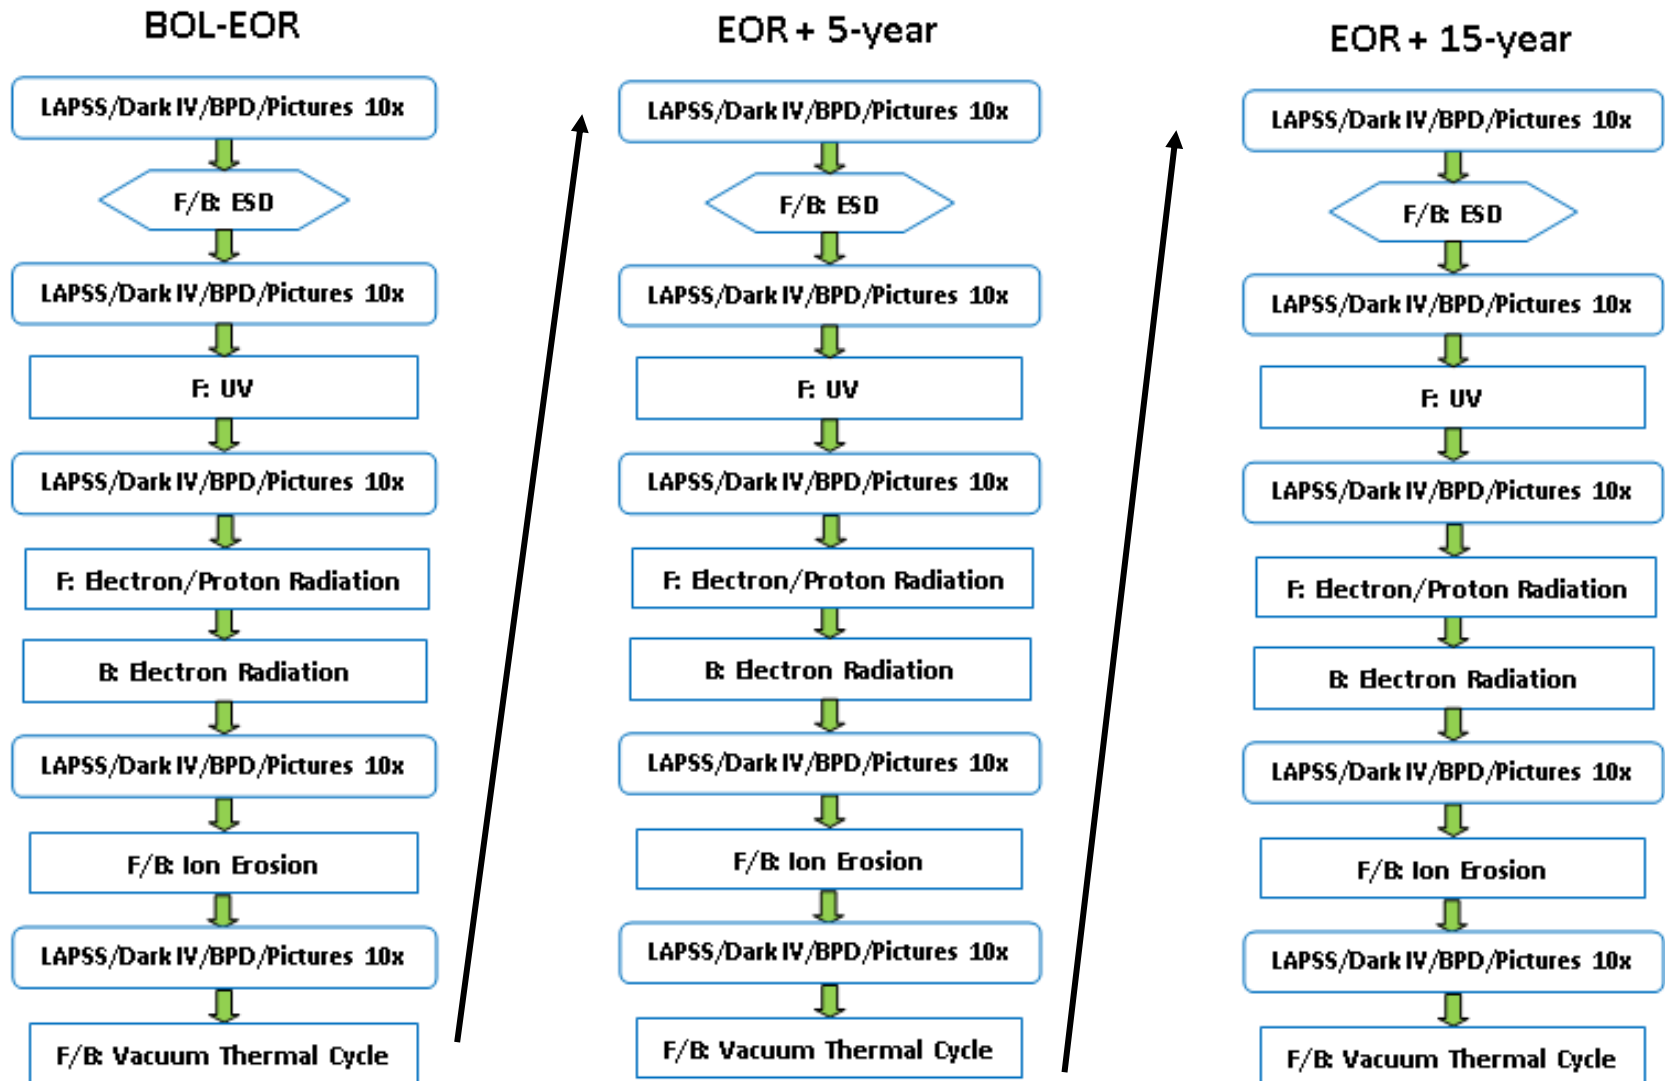 BOL-EOR
LAPSS/Dark IV/BPD/Pictures 10x
F/B: ESD
LAPSS/Dark IV/BPD/Pictures 10x
F: UV
LAPSS/Dark IV/BPD/Pictures 10x
F: Electron/Proton Radiation
B: Electron Radiation
LAPSS/Dark IV/BPD/Pictures 10x
F/B: Ion Erosion
LAPSS/Dark IV/BPD/Pictures 10x
F/B: Vacuum Thermal Cycle
EOR + 5-year
LAPSS/Dark IV/BPD/Pictures 10x
F/B: ESD
LAPSS/Dark IV/BPD/Pictures 10x
F: UV
LAPSS/Dark IV/BPD/Pictures 10x
F: Electron/Proton Radiation
B: Electron Radiation
LAPSS/Dark IV/BPD/Pictures 10x
F/B: Ion Erosion
LAPSS/Dark IV/BPD/Pictures 10x
F/B: Vacuum Thermal Cycle
EOR + 15-year
LAPSS/Dark IV/BPD/Pictures 10x
F/B: ESD
LAPSS/Dark IV/BPD/Pictures 10x
F: UV
LAPSS/Dark IV/BPD/Pictures 10x
F: Electron/Proton Radiation
B: Electron Radiation
LAPSS/Dark IV/BPD/Pictures 10x
F/B: Ion Erosion
LAPSS/Dark IV/BPD/Pictures 10x
F/B: Vacuum Thermal Cycle